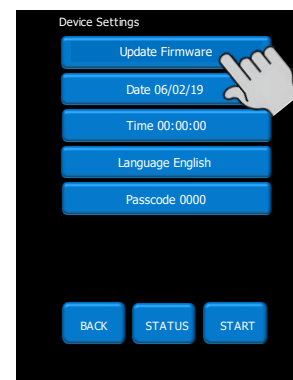 Device Settings
Update Firmware
Date 06/02/19
Time 00:00:00
Language English
Passcode 0000
BACK STATUS START